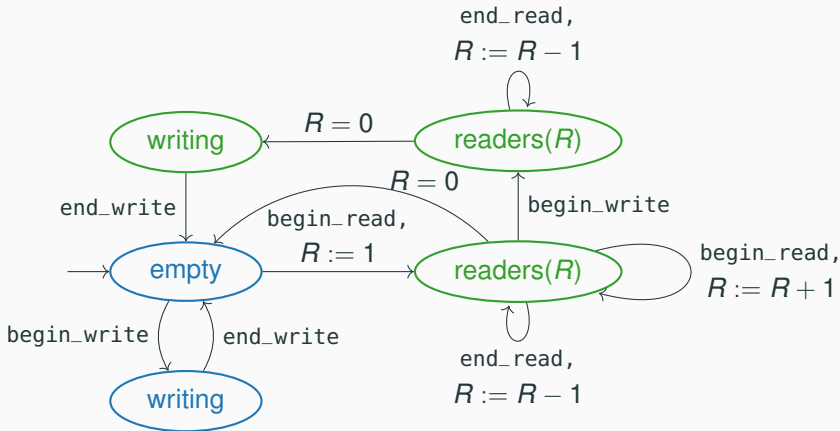 end_read,
R := R − 1
writing
R = 0
readers(R)
end_write
R = 0
begin_write
begin_read,
R := 1
empty
readers(R)
begin_read,
R := R + 1
begin_write
end_write
end_read,
R := R − 1
writing